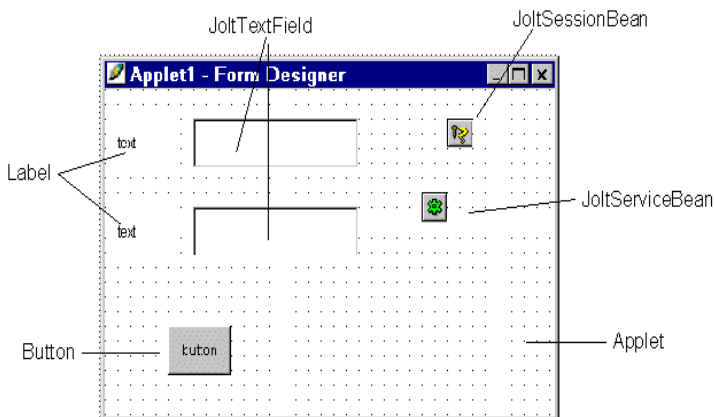 JoltTextField
JoltSessionBean
Applet1 - Form Designer
text
Label
JoltServiceBean
text
Button
button
Applet